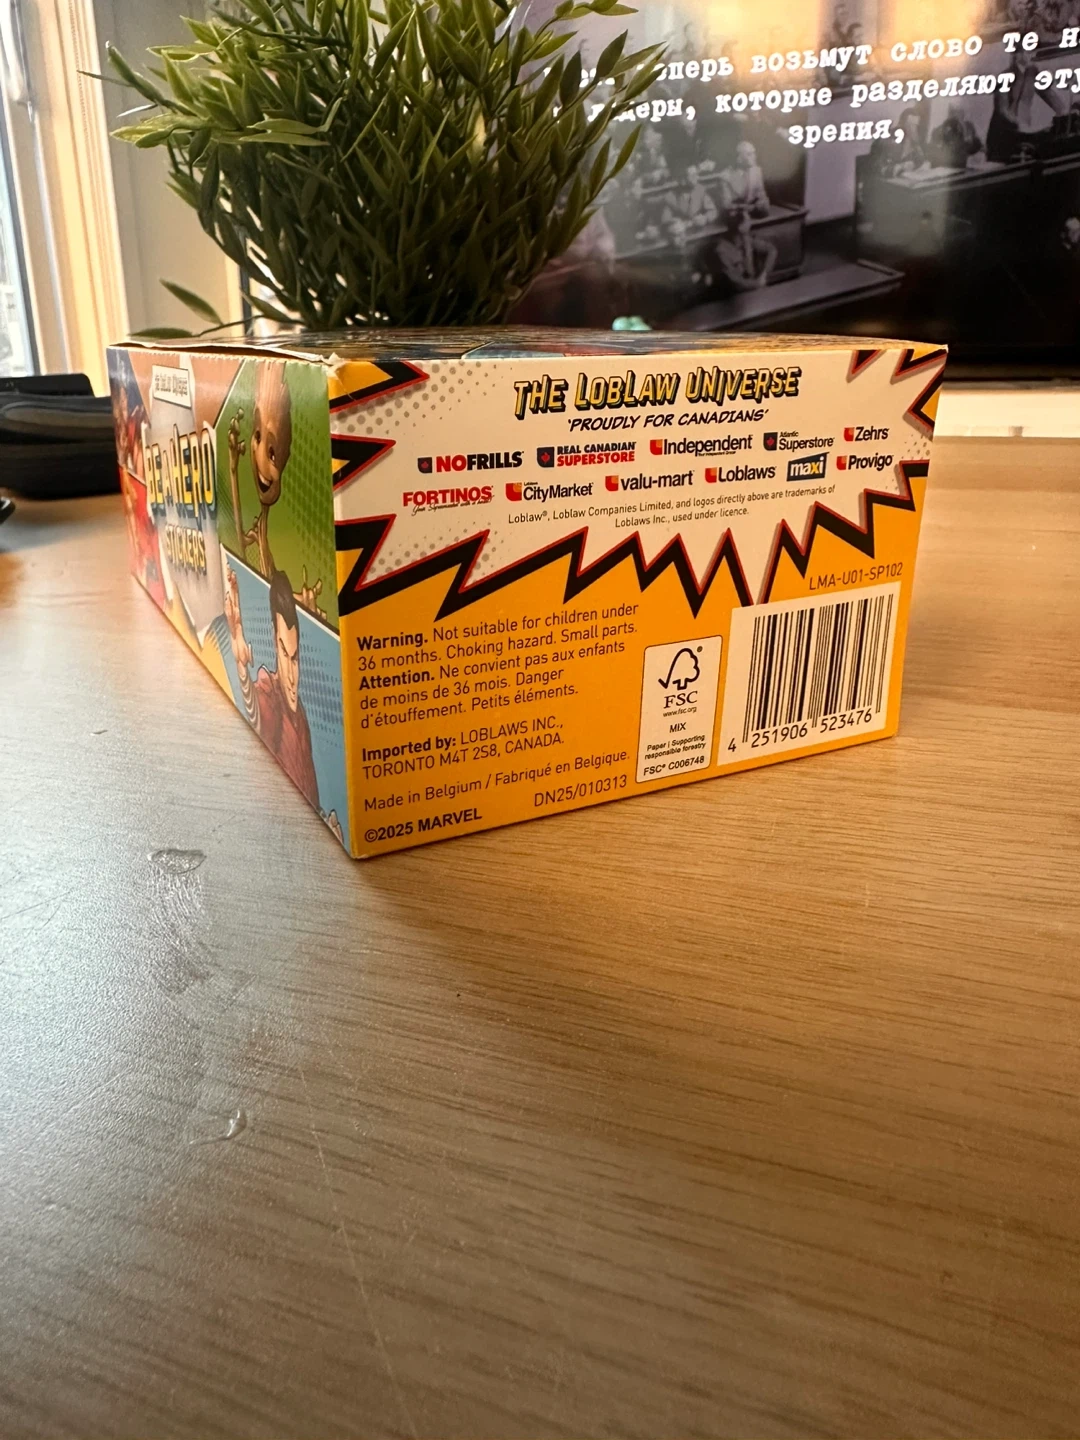 теперь возьмут слово те н
которые разделяют эту
зрения,
THE LOBLAW UNIVERSE
BE A HERO
STICKERS
THE LOBLAW UNIVERSE
'PROUDLY FOR CANADIANS'
NOFRILLS REAL CANADIAN SUPERSTORE Independent Atlantic Superstore Zehrs
FORTINOS CityMarket valu-mart Loblaws maxi Provigo
Loblaw®, Loblaw Companies Limited, and logos directly above are trademarks of
Loblaws Inc., used under licence.
LMA-U01-SP102
Warning. Not suitable for children under
36 months. Choking hazard. Small parts.
Attention. Ne convient pas aux enfants
de moins de 36 mois. Danger
d'étouffement. Petits éléments.
Imported by: LOBLAWS INC.,
TORONTO M4T 2S8, CANADA.
Made in Belgium / Fabriqué en Belgique.
©2025 MARVEL
DN25/010313
FSC
www.fsc.org
MIX
Paper | Supporting
responsible forestry
FSC® C006748
4 251906 523476